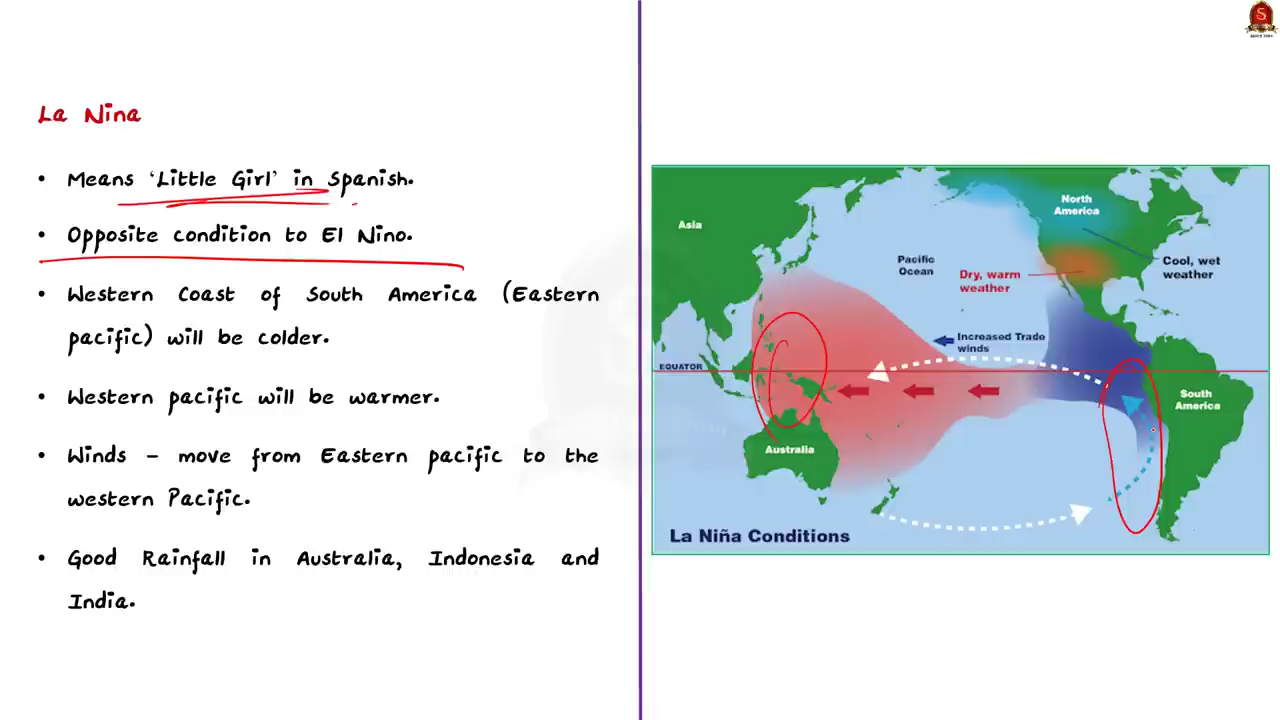 La Nina
• Means ‘Little Girl’ in Spanish.
• Opposite condition to El Nino.
• Western Coast of South America (Eastern
pacific) will be colder.
• Western pacific will be warmer.
• Winds – move from Eastern pacific to the
western Pacific.
• Good Rainfall in Australia, Indonesia and
India.
S
SINCE 2004
Asia
North
America
Pacific
Ocean
Dry, warm
weather
Cool, wet
weather
Increased Trade
winds
EQUATOR
South
America
Australia
La Niña Conditions